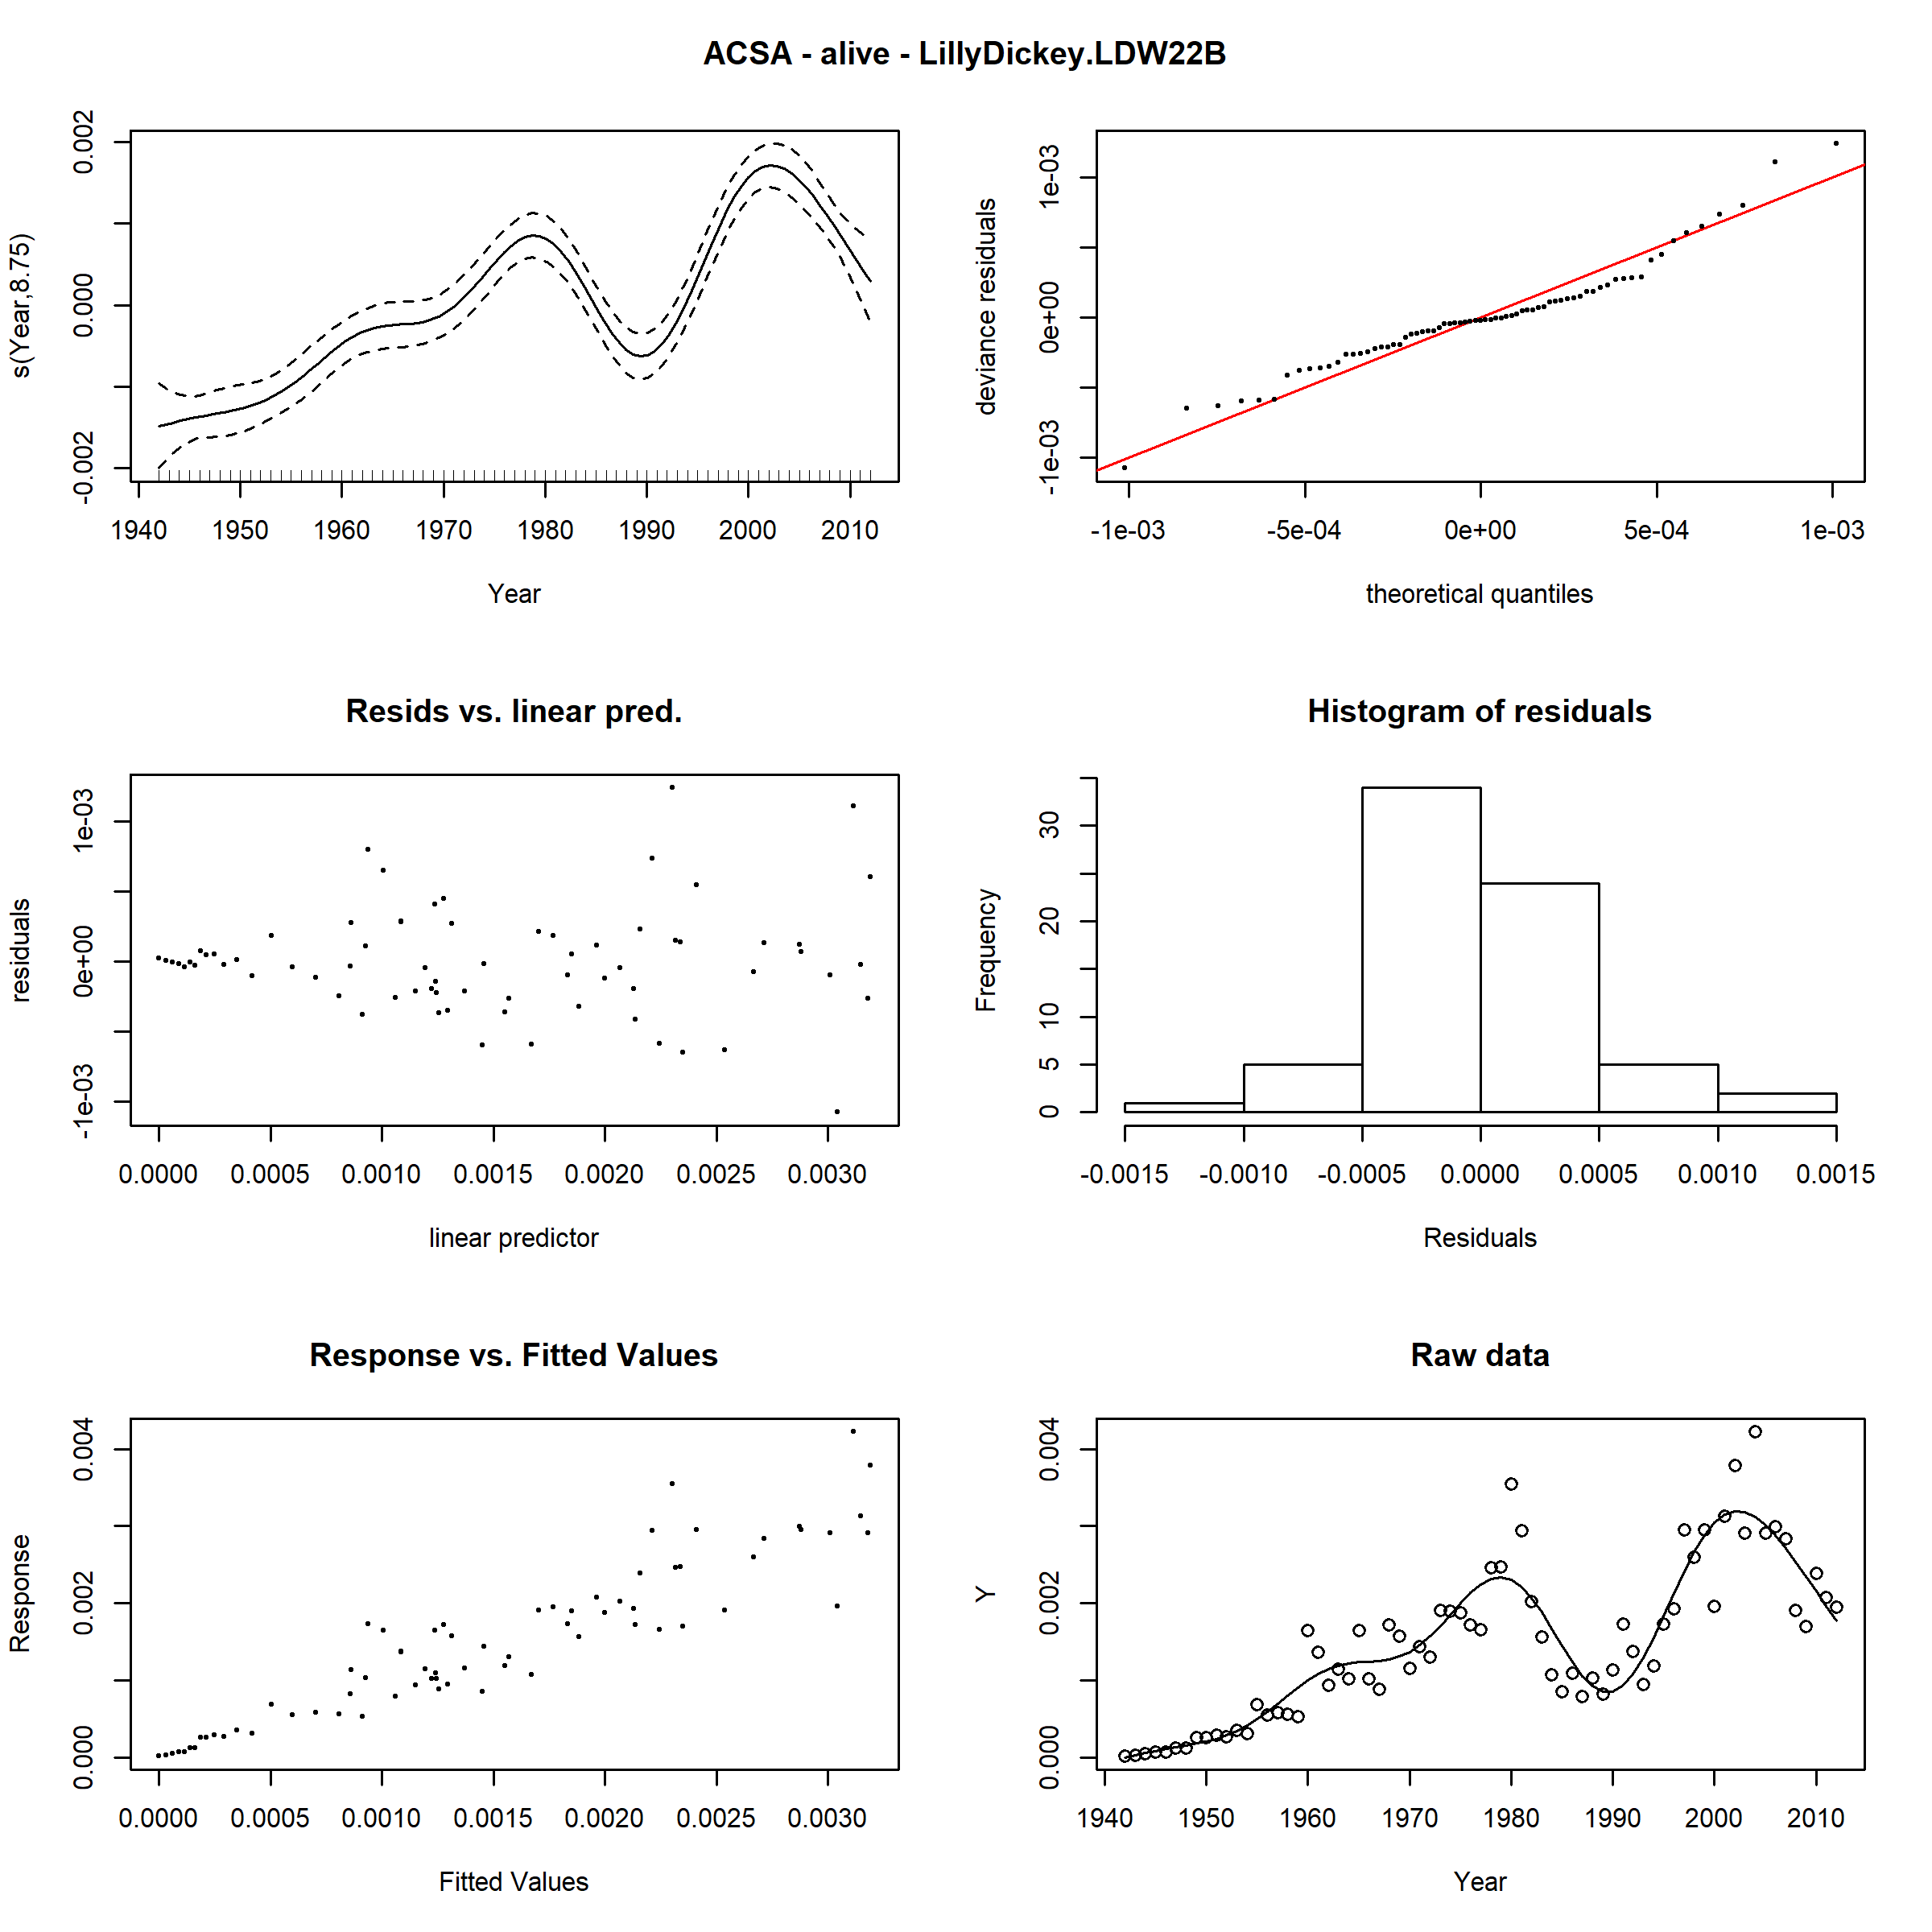 ACSA - alive - LillyDickey.LDW22B
s(Year,8.75)
-0.002 0.000 0.002
1940 1950 1960 1970 1980 1990 2000 2010
Year
deviance residuals
-1e-03 0e+00 1e-03
-1e-03 -5e-04 0e+00 5e-04 1e-03
theoretical quantiles
Resids vs. linear pred.
residuals
-1e-03 0e+00 1e-03
0.0000 0.0005 0.0010 0.0015 0.0020 0.0025 0.0030
linear predictor
Histogram of residuals
Frequency
0 5 10 20 30
-0.0015 -0.0010 -0.0005 0.0000 0.0005 0.0010 0.0015
Residuals
Response vs. Fitted Values
Response
0.000 0.002 0.004
0.0000 0.0005 0.0010 0.0015 0.0020 0.0025 0.0030
Fitted Values
Raw data
Y
0.000 0.002 0.004
1940 1950 1960 1970 1980 1990 2000 2010
Year